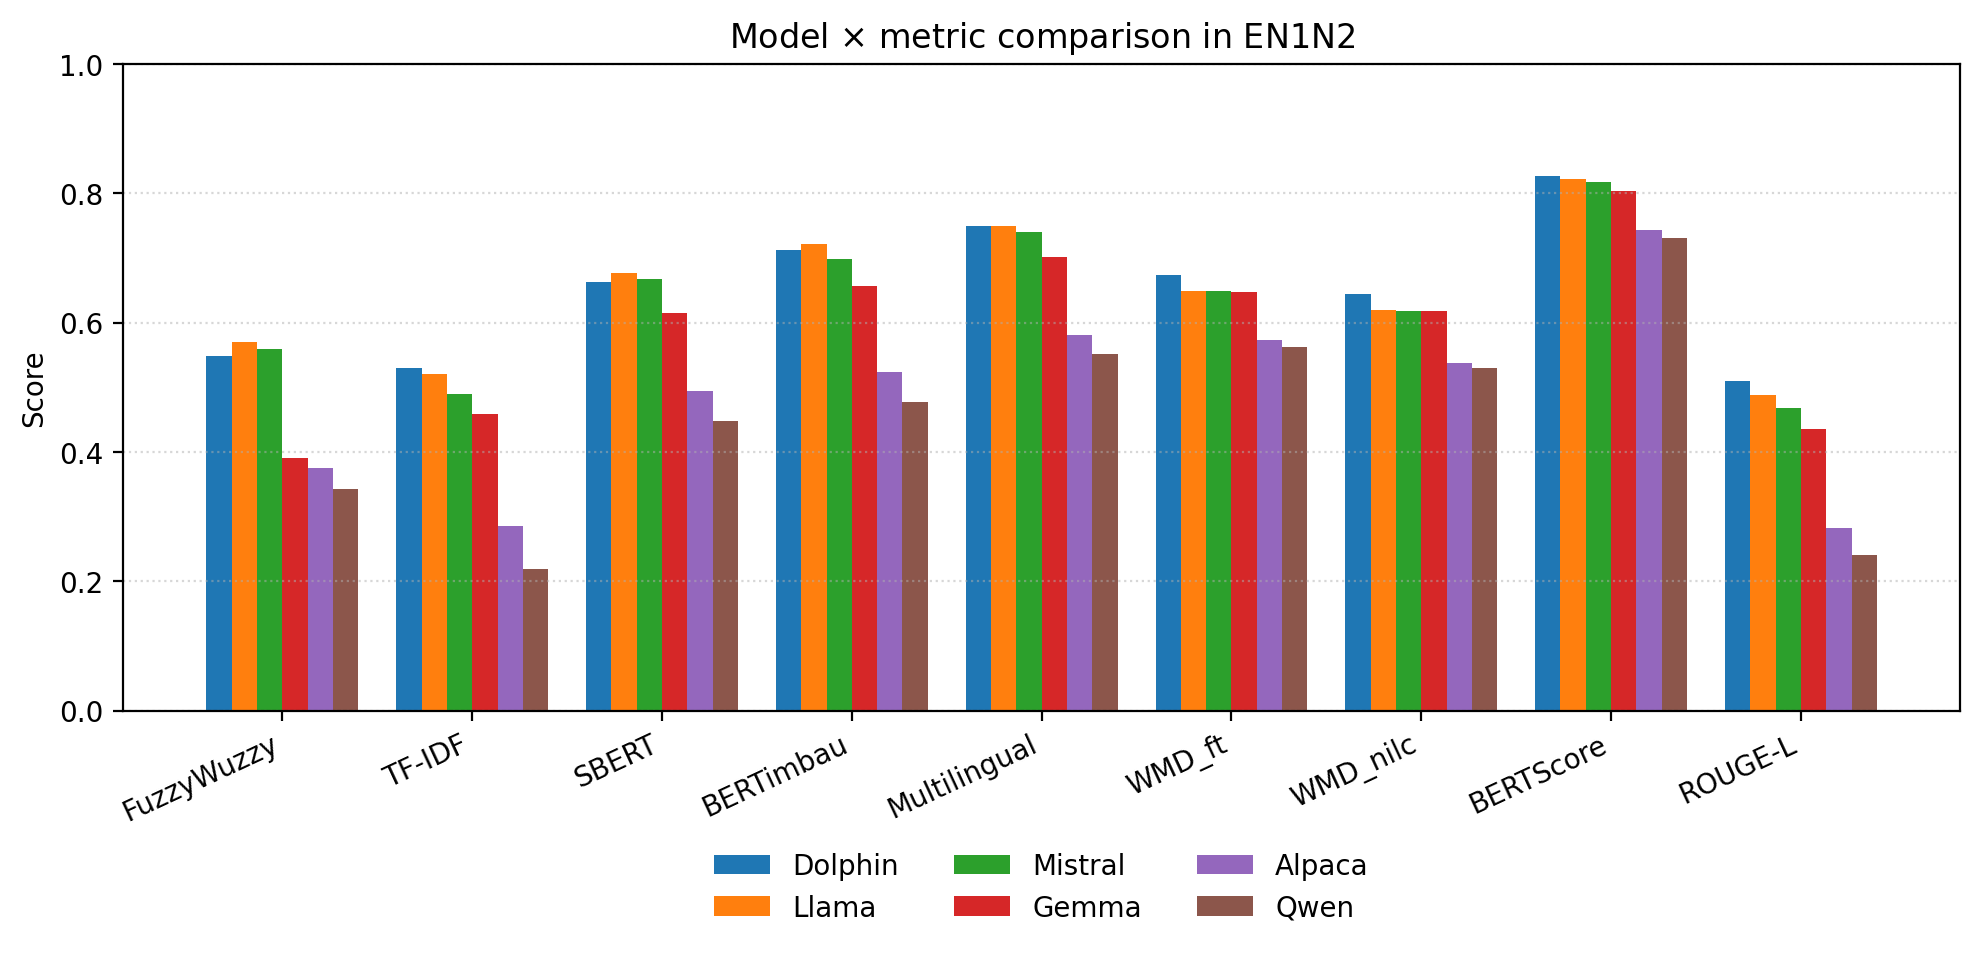 Model × metric comparison in EN1N2
Score
1.0
0.8
0.6
0.4
0.2
0.0
FuzzyWuzzy
TF-IDF
SBERT
BERTimbau
Multilingual
WMD_ft
WMD_nilc
BERTScore
ROUGE-L
Dolphin
Llama
Mistral
Gemma
Alpaca
Qwen